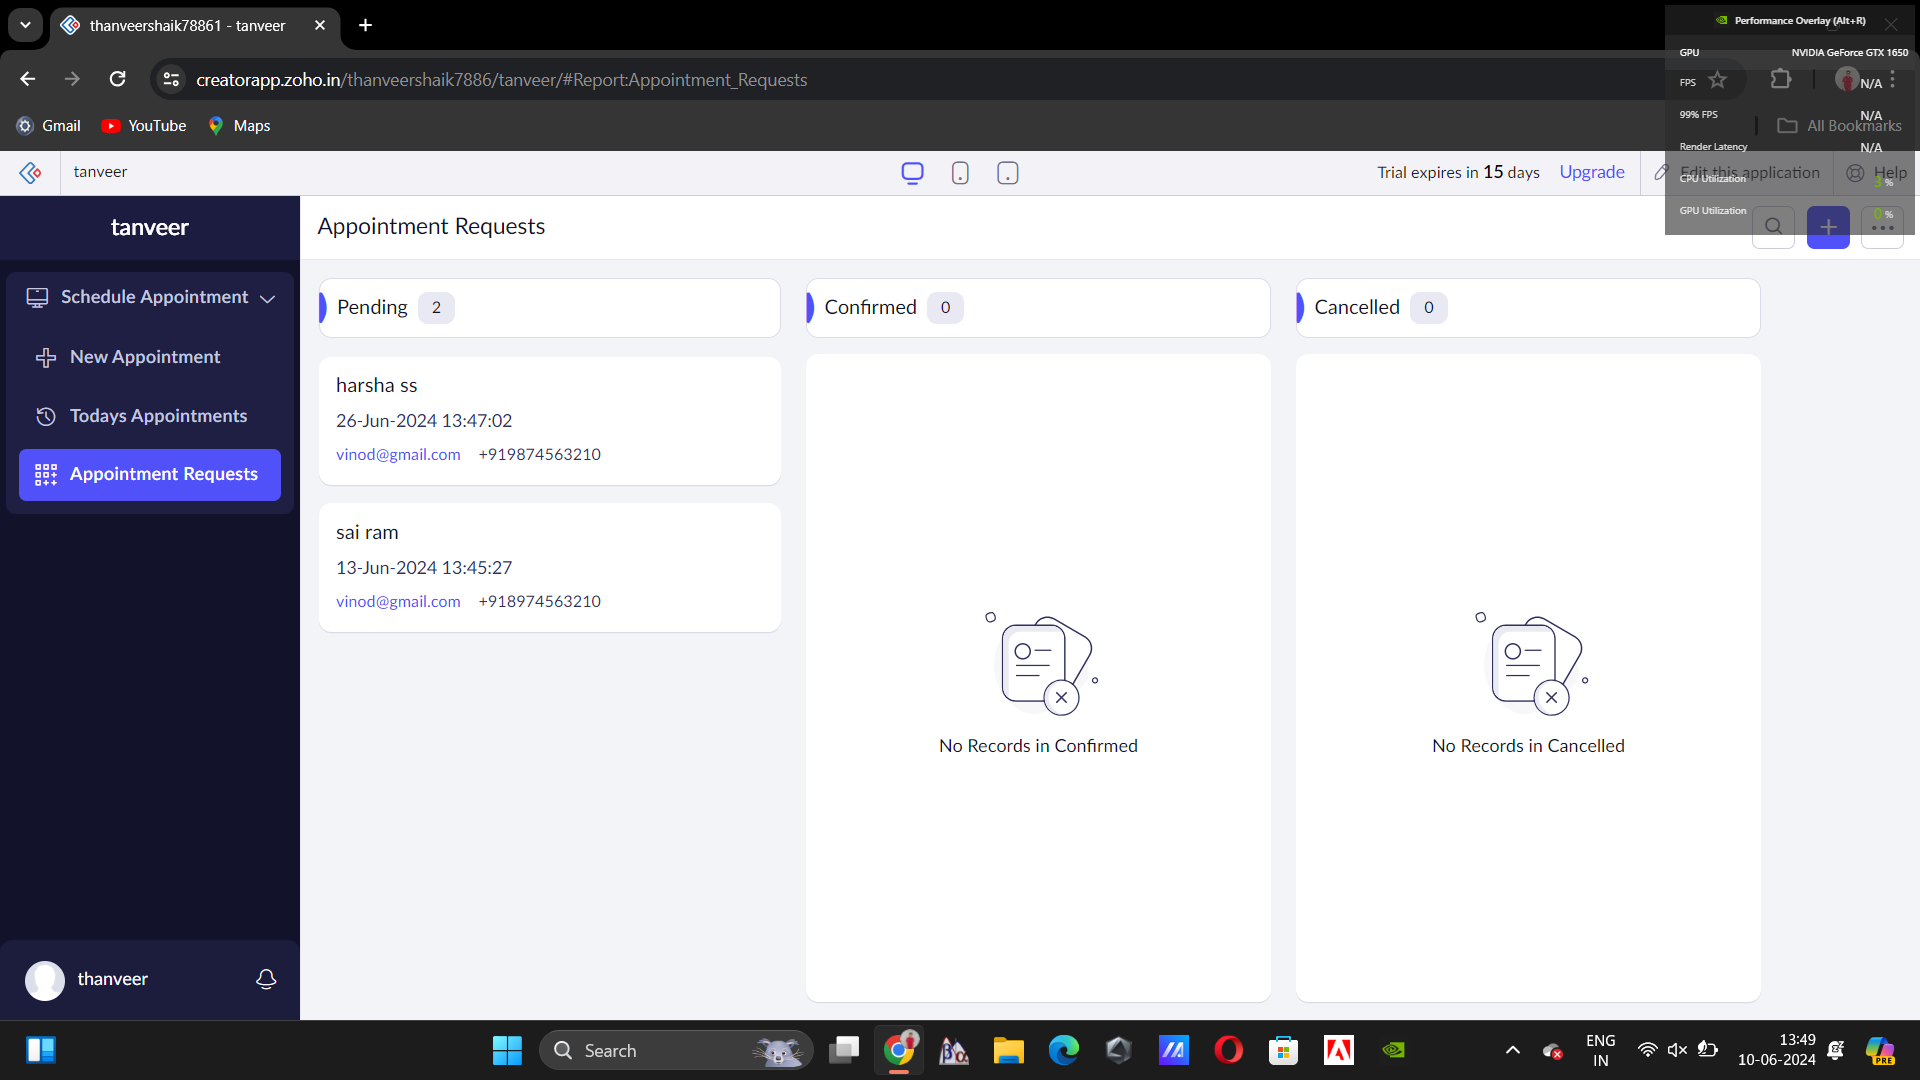 thanveershaik78861 - tanveer
Performance Overlay (Alt+R)
GPU NVIDIA GeForce GTX 1650
FPS N/A
99% FPS N/A
Render Latency N/A
CPU Utilization 3 %
GPU Utilization 0 %
creatorapp.zoho.in/thanveershaik7886/tanveer/#Report:Appointment_Requests
Gmail YouTube Maps
All Bookmarks
tanveer
Trial expires in 15 days Upgrade Edit this application Help
tanveer
Schedule Appointment
New Appointment
Todays Appointments
Appointment Requests
Appointment Requests
Pending 2
harsha ss
26-Jun-2024 13:47:02
vinod@gmail.com +919874563210
sai ram
13-Jun-2024 13:45:27
vinod@gmail.com +918974563210
Confirmed 0
No Records in Confirmed
Cancelled 0
No Records in Cancelled
thanveer
Search
ENG
IN
13:49
10-06-2024
PRE